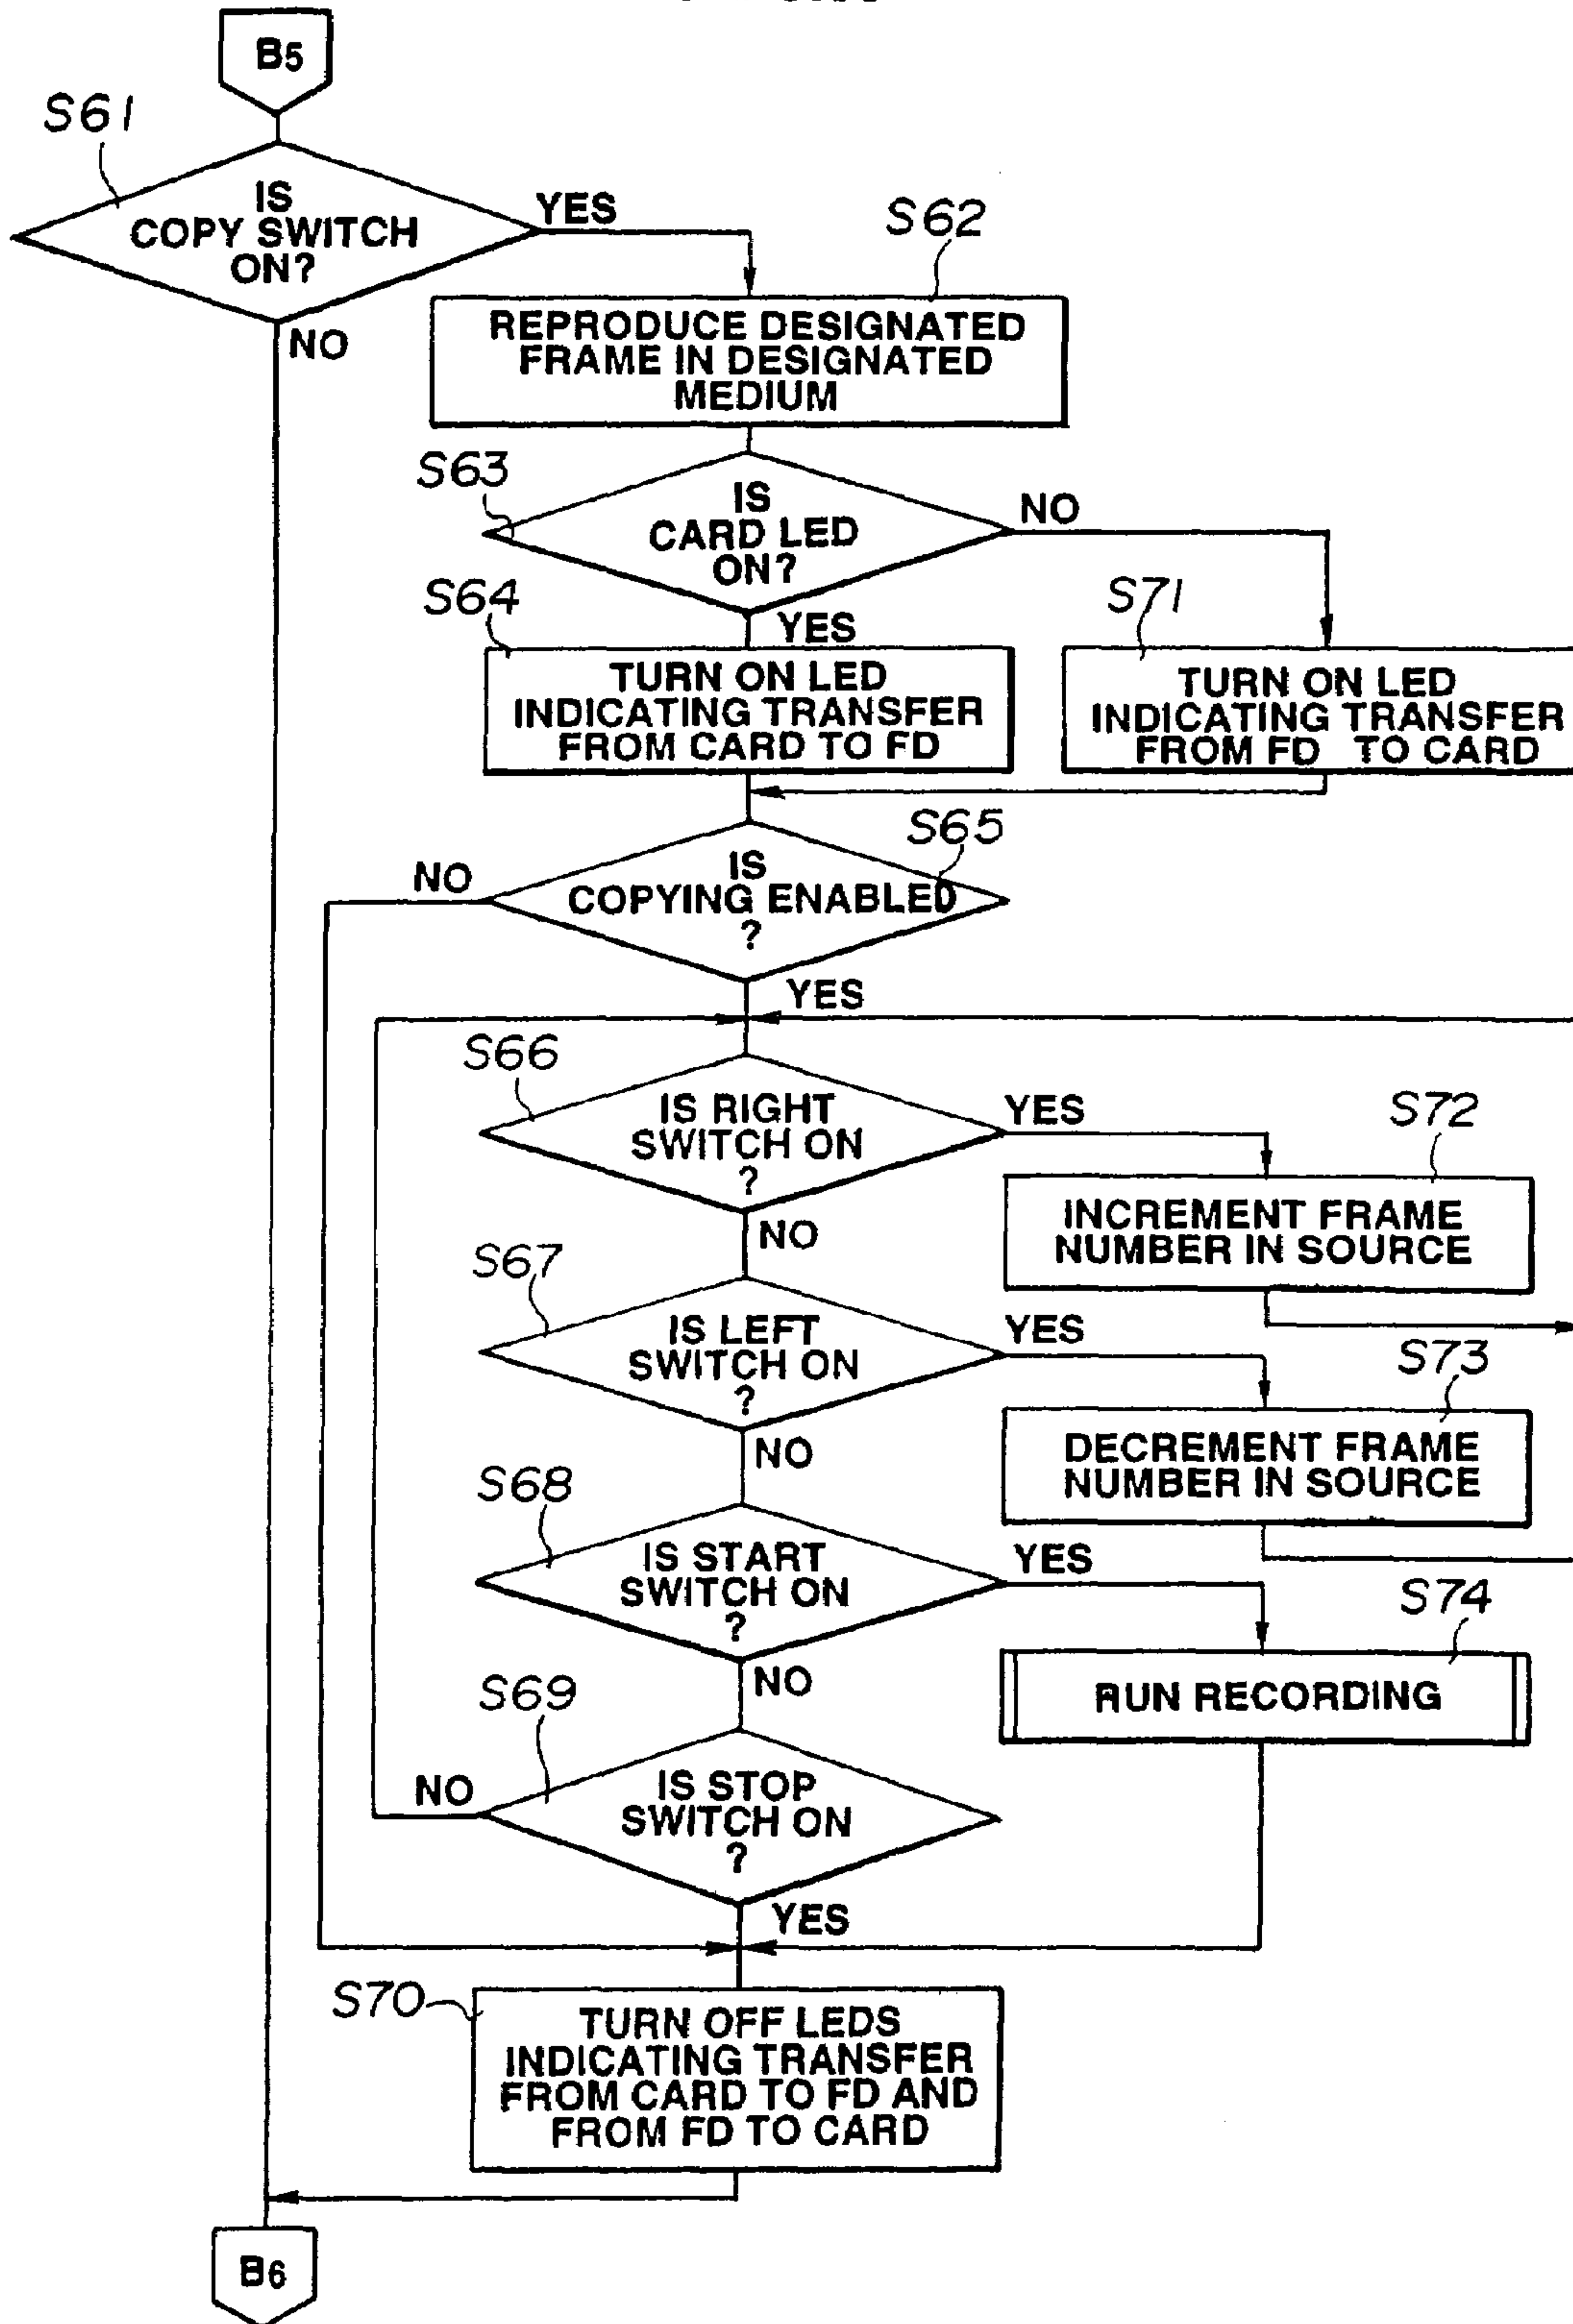 B5
S61
IS
COPY SWITCH
ON?
YES
NO
S62
REPRODUCE DESIGNATED
FRAME IN DESIGNATED
MEDIUM
S63
IS
CARD LED
ON?
NO
YES
S64
TURN ON LED
INDICATING TRANSFER
FROM CARD TO FD
S71
TURN ON LED
INDICATING TRANSFER
FROM FD TO CARD
S65
IS
COPYING ENABLED
?
NO
YES
S66
IS RIGHT
SWITCH ON
?
YES
NO
S72
INCREMENT FRAME
NUMBER IN SOURCE
S67
IS LEFT
SWITCH ON
?
YES
NO
S73
DECREMENT FRAME
NUMBER IN SOURCE
S68
IS START
SWITCH ON
?
YES
NO
S74
RUN RECORDING
S69
IS STOP
SWITCH ON
?
NO
YES
S70
TURN OFF LEDS
INDICATING TRANSFER
FROM CARD TO FD AND
FROM FD TO CARD
B6